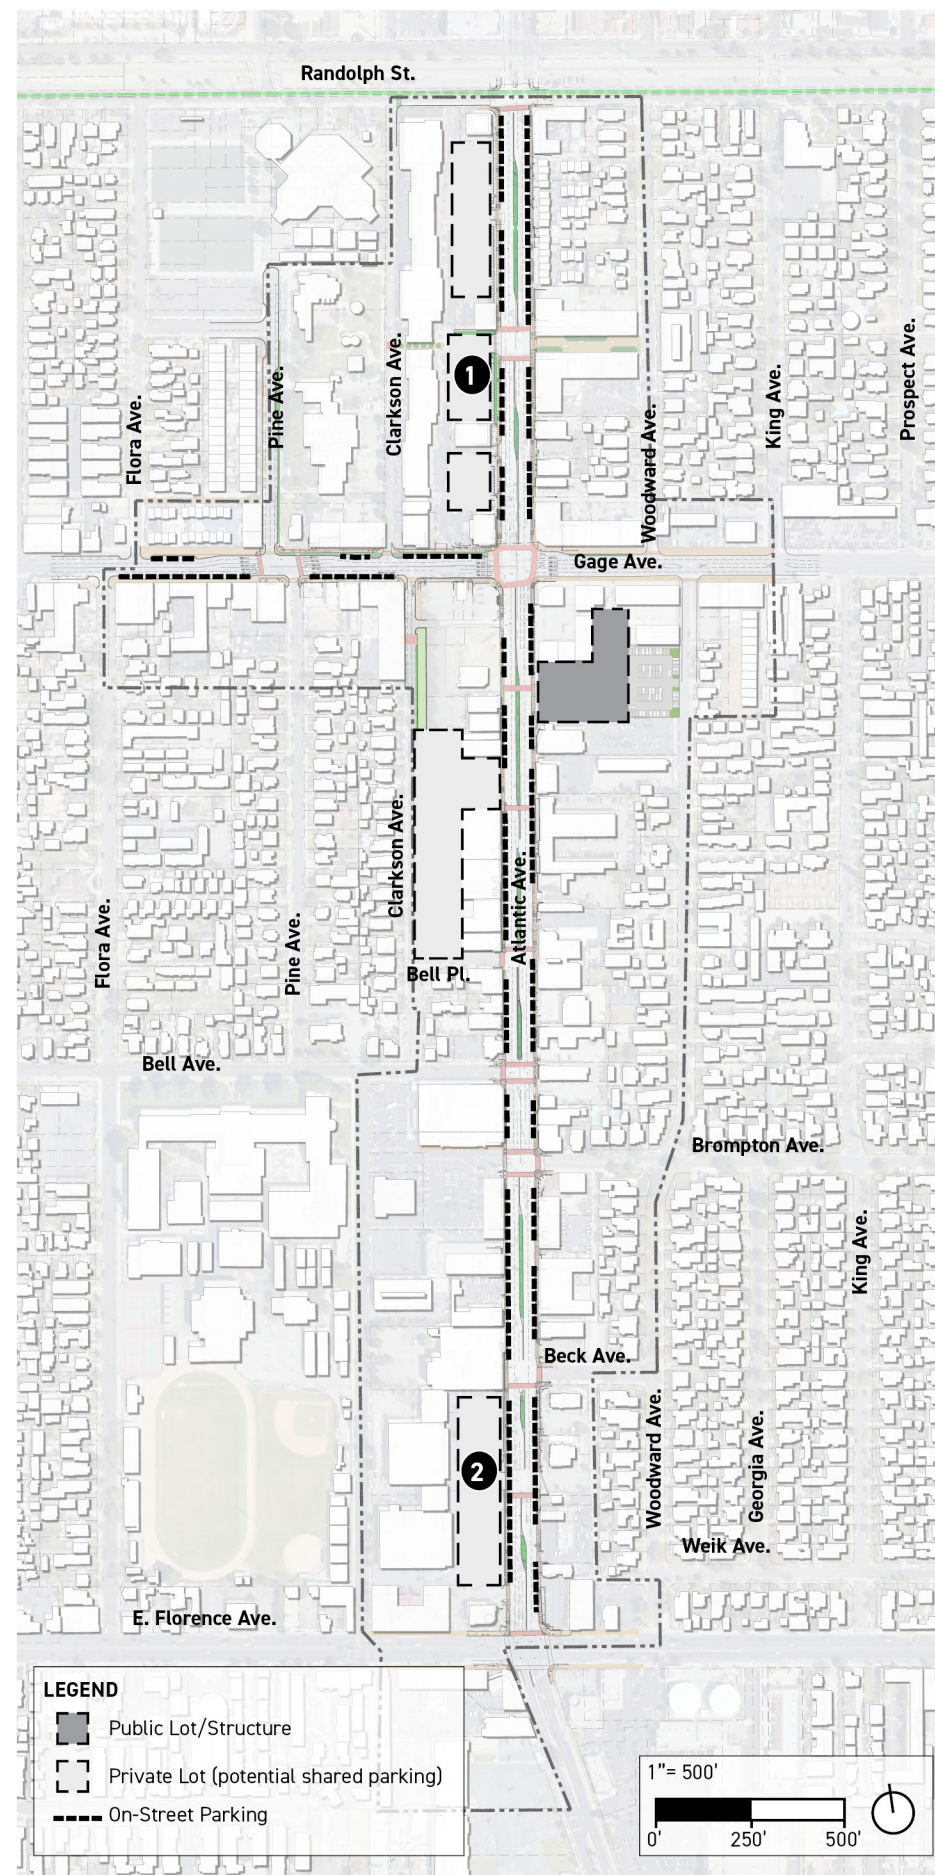 Randolph St.
Flora Ave.
Pine Ave.
Clarkson Ave.
1
Woodward Ave.
King Ave.
Prospect Ave.
Gage Ave.
Flora Ave.
Pine Ave.
Clarkson Ave.
Bell Pl.
Atlantic Ave.
Bell Ave.
Brompton Ave.
King Ave.
Beck Ave.
2
Woodward Ave.
Georgia Ave.
Weik Ave.
E. Florence Ave.
LEGEND
Public Lot/Structure
Private Lot (potential shared parking)
On-Street Parking
1"= 500'
0' 250' 500'